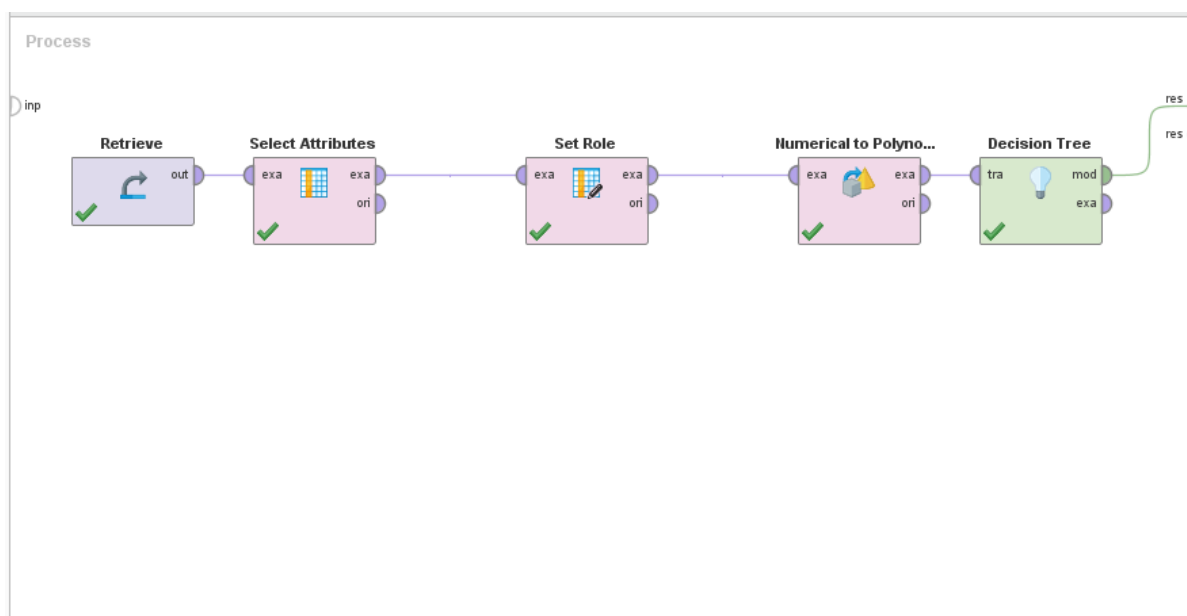 Process
inp
res
res
Retrieve
out
Select Attributes
exa
exa
ori
Set Role
exa
exa
ori
Numerical to Polyno...
exa
exa
ori
Decision Tree
tra
mod
exa